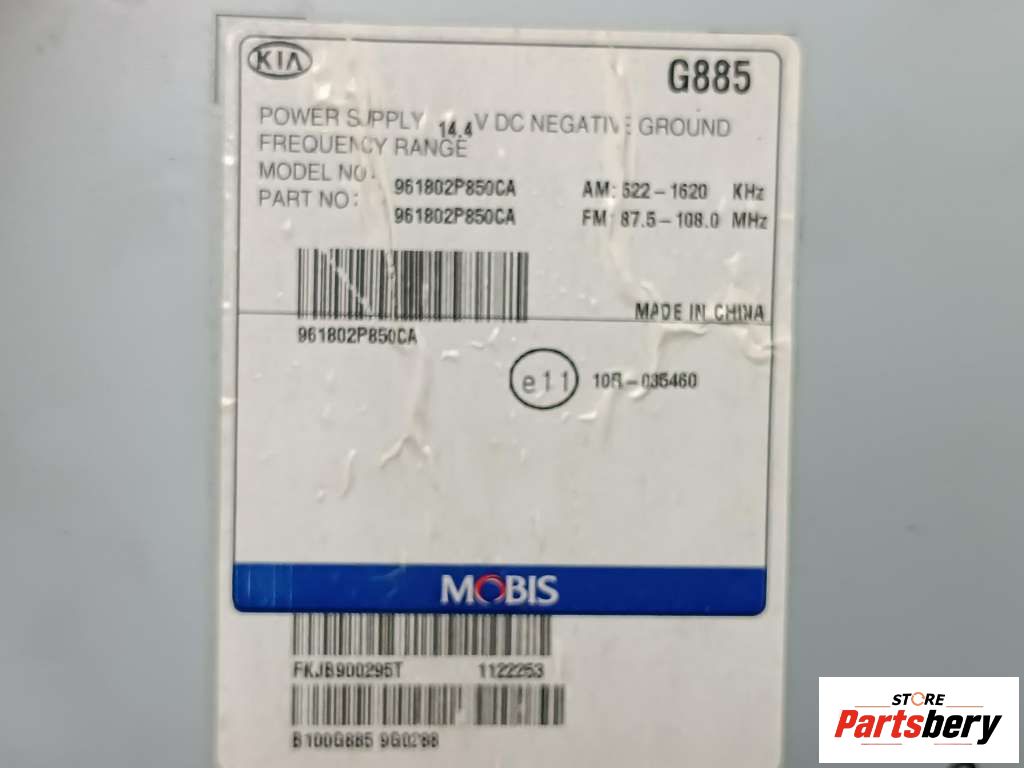 KIA
G885
POWER SUPPLY 14.4 V DC NEGATIVE GROUND
FREQUENCY RANGE
MODEL NO: 961802P850CA AM: 522-1620 KHz
PART NO: 961802P850CA FM: 87.5-108.0 MHz
MADE IN CHINA
961802P850CA
e11 10R-035460
MOBIS
FKJB900295T 1122253
B100G885 9G0288
STORE
Partsbery